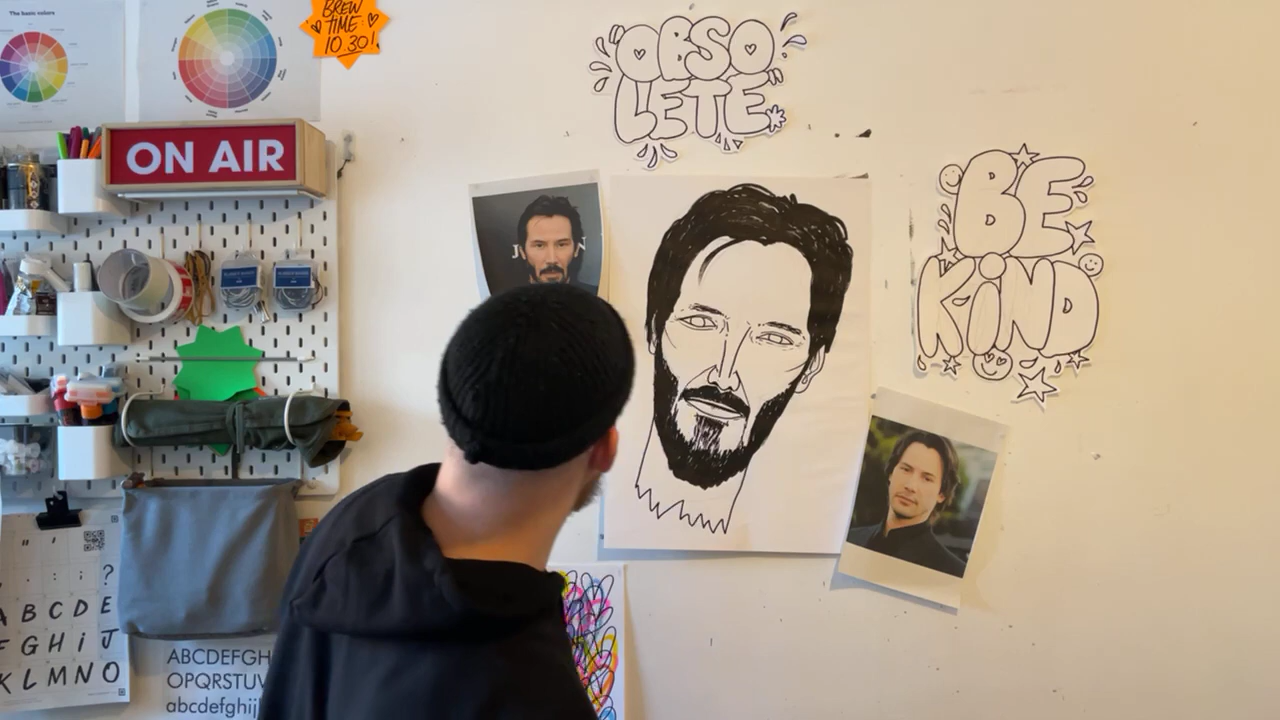 The basic colors
BREW
TIME
10.30!
OBSO
LETE
ON AIR
BE
KiND
" '
, . : ; ?
A B C D E
F G H i J
K L M N O
ABCDEFGH
OPQRSTUV
abcdefghij